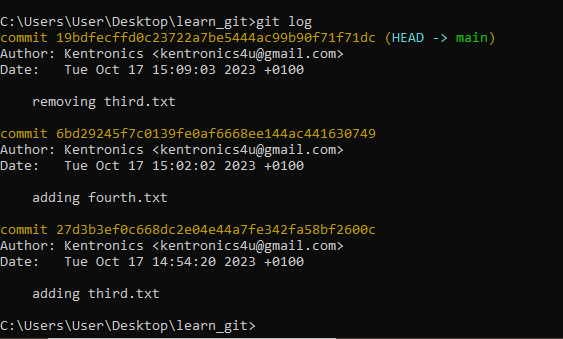 C:\Users\User\Desktop\learn_git>git log
commit 19bdfecffd0c23722a7be5444ac99b90f71f71dc (HEAD -> main)
Author: Kentronics <kentronics4u@gmail.com>
Date:   Tue Oct 17 15:09:03 2023 +0100
    removing third.txt
commit 6bd29245f7c0139fe0af6668ee144ac441630749
Author: Kentronics <kentronics4u@gmail.com>
Date:   Tue Oct 17 15:02:02 2023 +0100
    adding fourth.txt
commit 27d3b3ef0c668dc2e04e44a7fe342fa58bf2600c
Author: Kentronics <kentronics4u@gmail.com>
Date:   Tue Oct 17 14:54:20 2023 +0100
    adding third.txt
C:\Users\User\Desktop\learn_git>